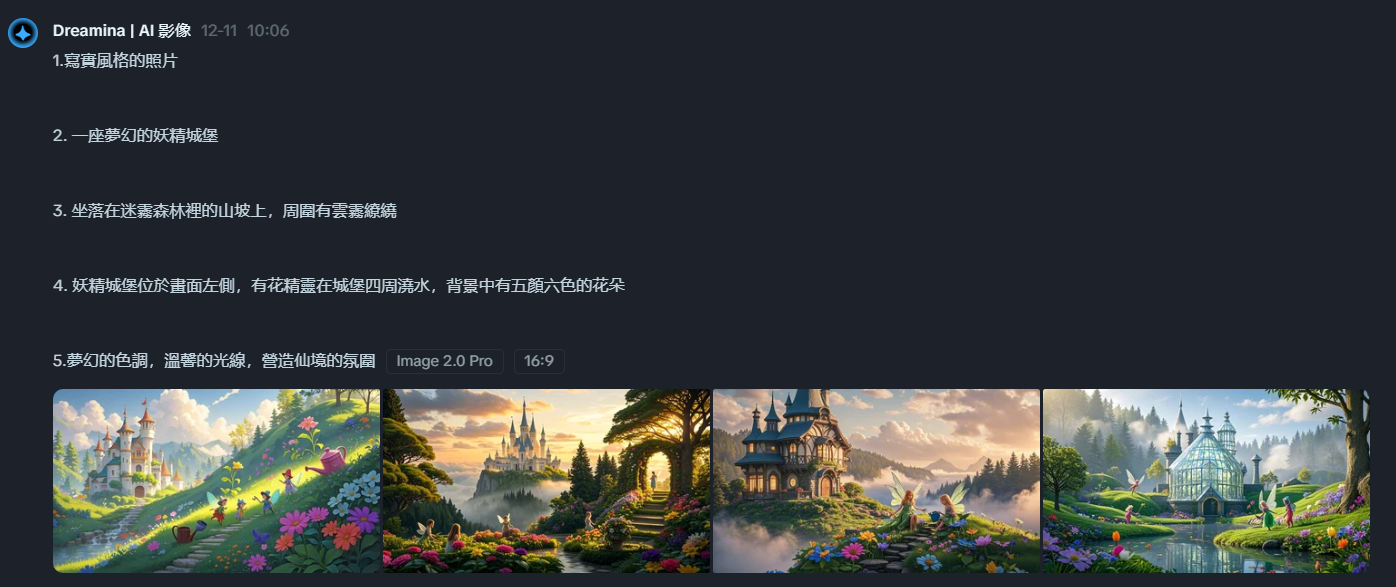 Dreamina | AI 影像 12-11 10:06
1.寫實風格的照片
2. 一座夢幻的妖精城堡
3. 坐落在迷霧森林裡的山坡上，周圍有雲霧繚繞
4. 妖精城堡位於畫面左側，有花精靈在城堡四周澆水，背景中有五顏六色的花朵
5.夢幻的色調，溫馨的光線，營造仙境的氛圍 Image 2.0 Pro 16:9